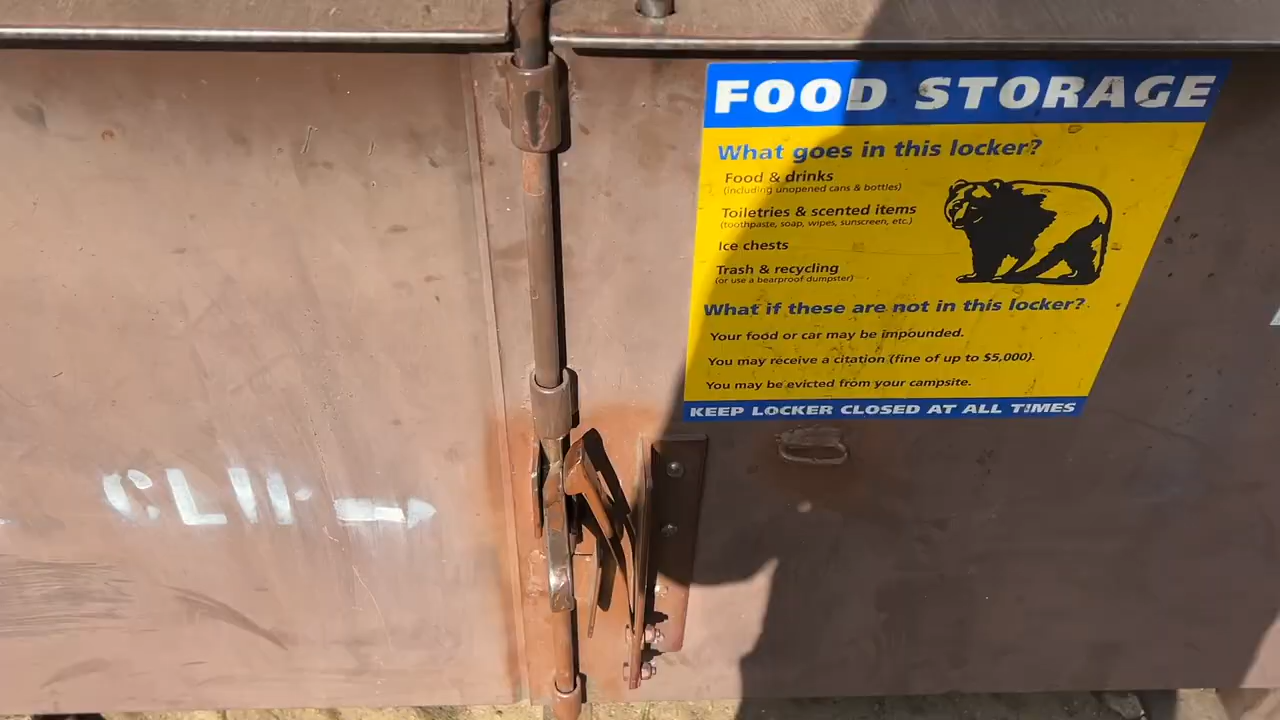 FOOD STORAGE
What goes in this locker?
Food & drinks
(including unopened cans & bottles)
Toiletries & scented items
(toothpaste, soap, wipes, sunscreen, etc.)
Ice chests
Trash & recycling
(or use a bearproof dumpster)
What if these are not in this locker?
Your food or car may be impounded.
You may receive a citation (fine of up to $5,000).
You may be evicted from your campsite.
KEEP LOCKER CLOSED AT ALL TIMES